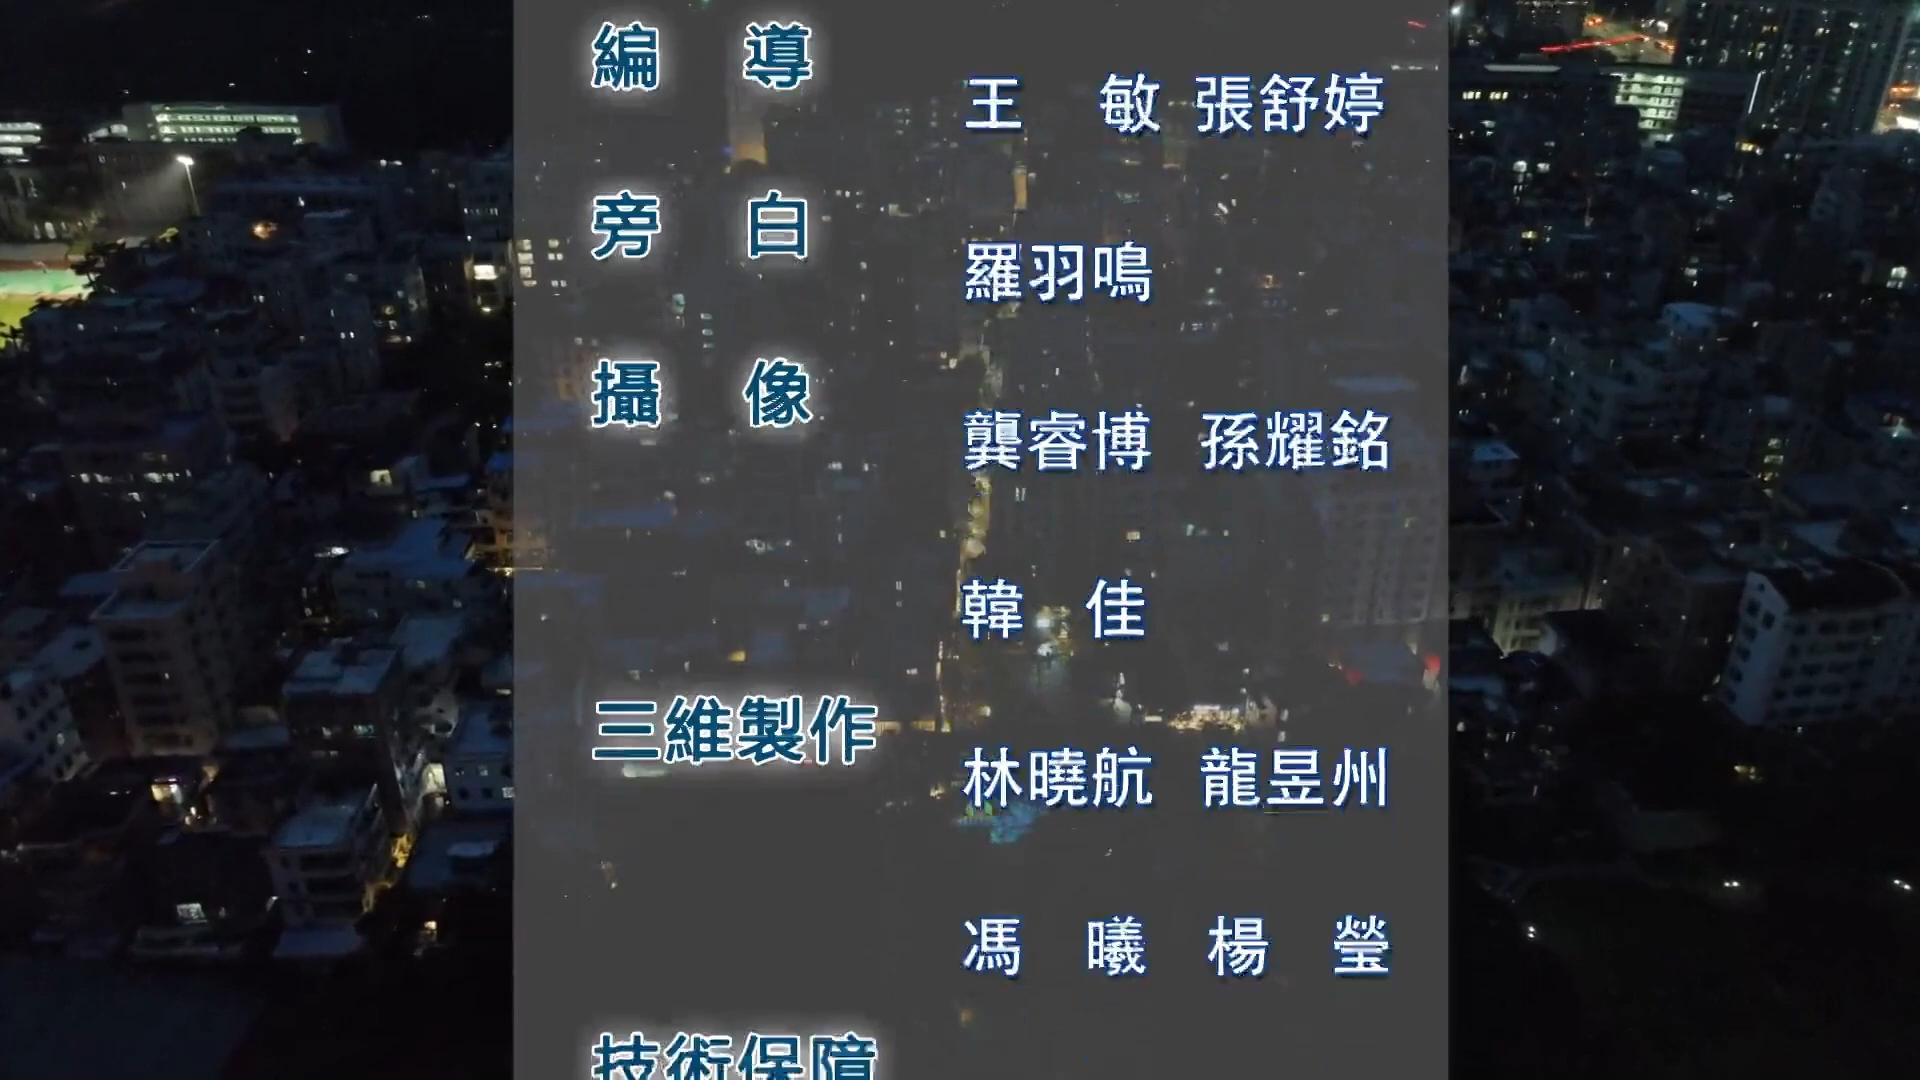 編 導
王 敏 張舒婷
旁 白
羅羽鳴
攝 像
龔睿博 孫耀銘
韓 佳
三維製作
林曉航 龍昱州
馮 曦 楊 瑩
技術保障